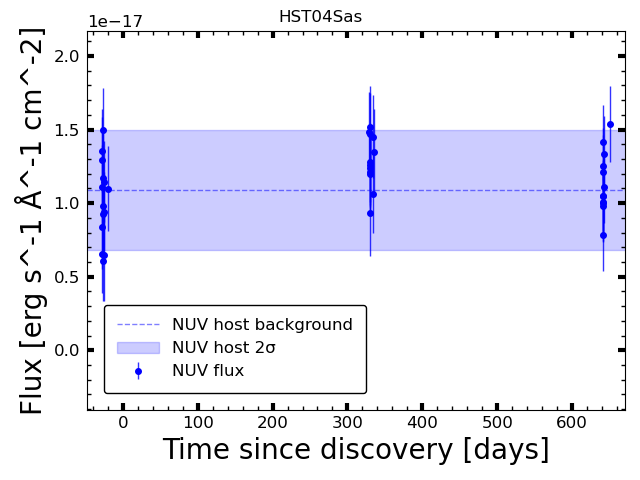 HST04Sas
1e−17
2.0
1.5
1.0
0.5
0.0
Flux [erg s^-1 Å^-1 cm^-2]
NUV host background
NUV host 2σ
NUV flux
0 100 200 300 400 500 600
Time since discovery [days]